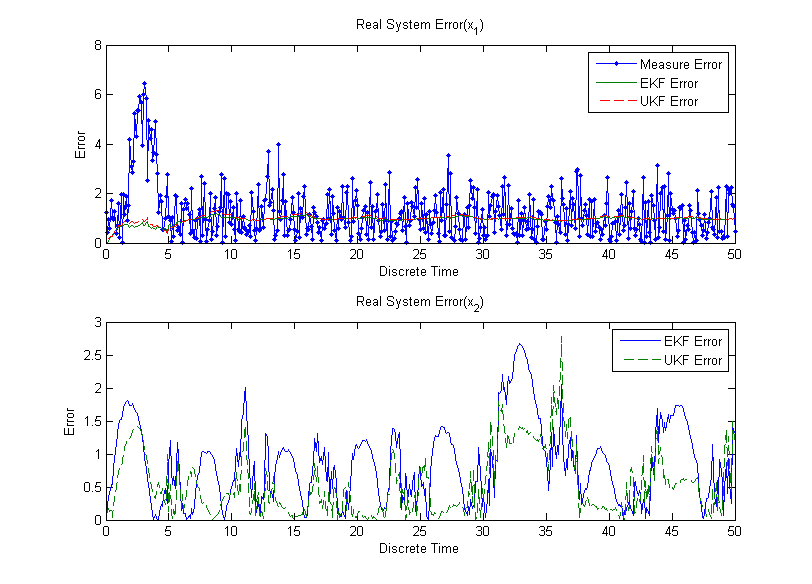 Real System Error(x1)
8
6
4
2
0
Error
Measure Error
EKF Error
UKF Error
0 5 10 15 20 25 30 35 40 45 50
Discrete Time
Real System Error(x2)
3
2.5
2
1.5
1
0.5
0
Error
EKF Error
UKF Error
0 5 10 15 20 25 30 35 40 45 50
Discrete Time